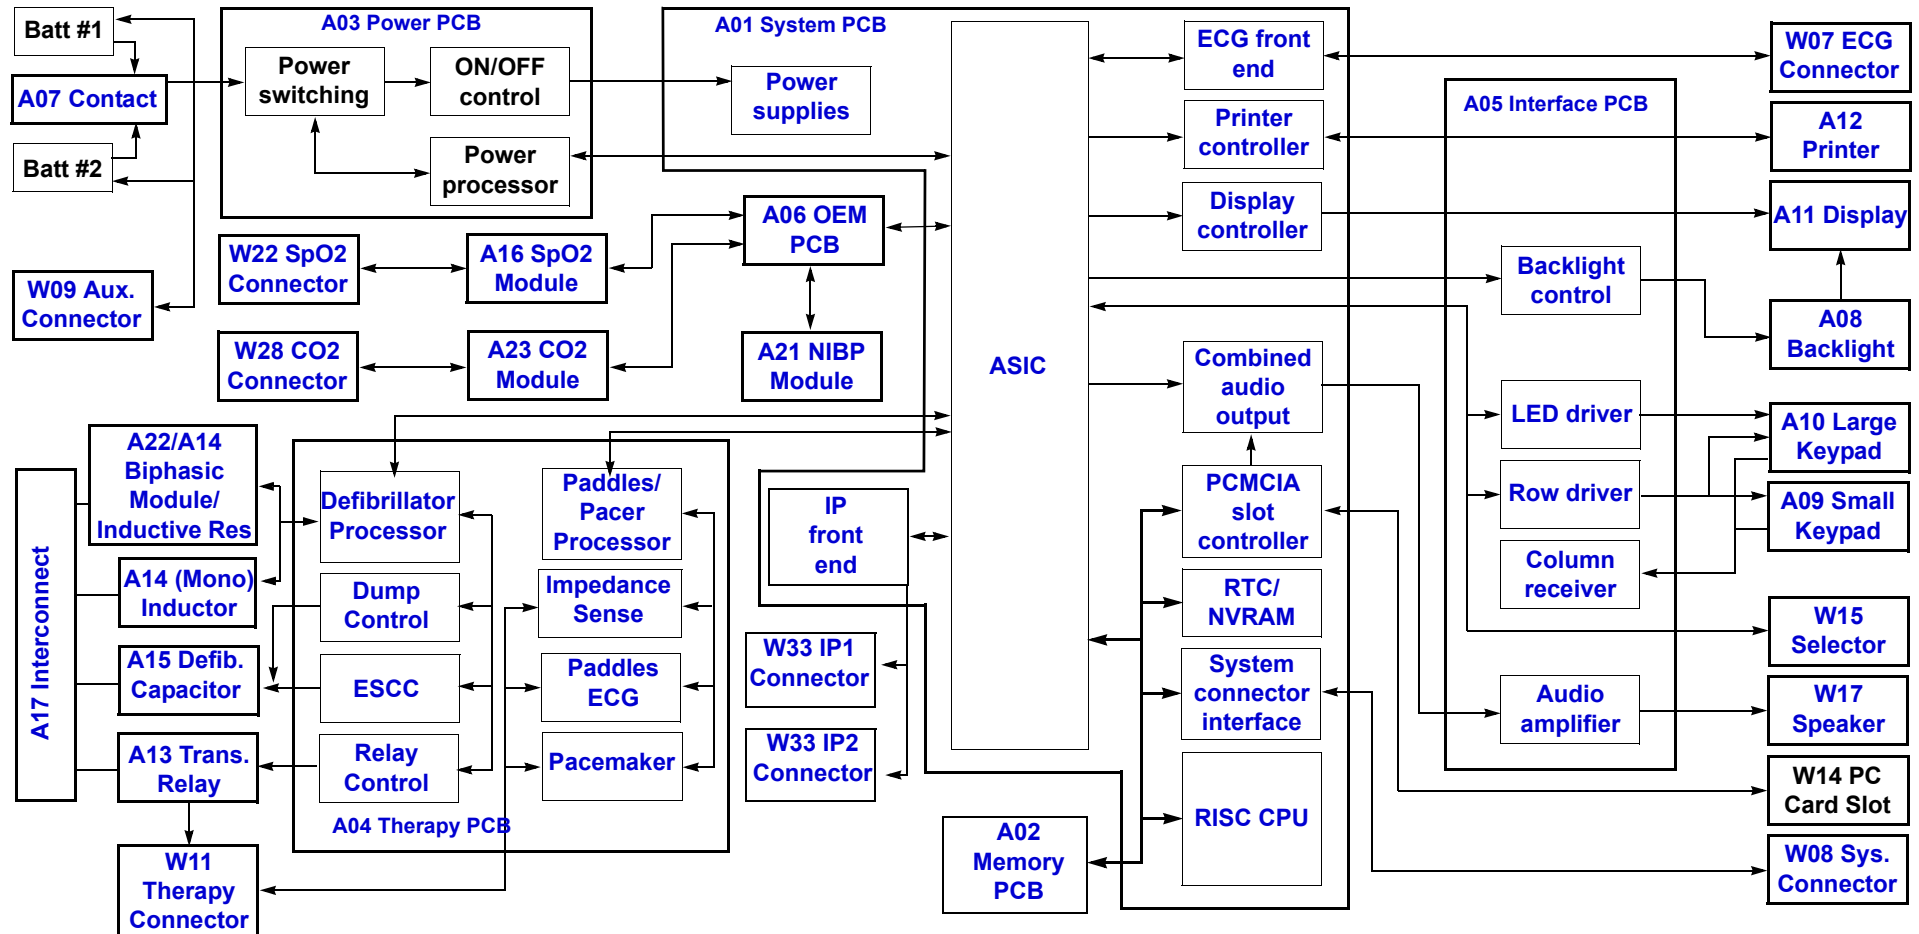 Batt #1
A07 Contact
Batt #2
W09 Aux.
Connector
A03 Power PCB
Power
switching
ON/OFF
control
Power
processor
A01 System PCB
Power
supplies
A06 OEM
PCB
W22 SpO2
Connector
A16 SpO2
Module
W28 CO2
Connector
A23 CO2
Module
A21 NIBP
Module
ASIC
ECG front
end
Printer
controller
Display
controller
Combined
audio
output
PCMCIA
slot
controller
RTC/
NVRAM
System
connector
interface
RISC CPU
A05 Interface PCB
Backlight
control
LED driver
Row driver
Column
receiver
Audio
amplifier
W07 ECG
Connector
A12
Printer
A11 Display
A08
Backlight
A10 Large
Keypad
A09 Small
Keypad
W15
Selector
W17
Speaker
W14 PC
Card Slot
W08 Sys.
Connector
A17 Interconnect
A22/A14
Biphasic
Module/
Inductive Res
A14 (Mono)
Inductor
A15 Defib.
Capacitor
A13 Trans.
Relay
W11
Therapy
Connector
Defibrillator
Processor
Dump
Control
ESCC
Relay
Control
A04 Therapy PCB
Paddles/
Pacer
Processor
Impedance
Sense
Paddles
ECG
Pacemaker
IP
front
end
W33 IP1
Connector
W33 IP2
Connector
A02
Memory
PCB